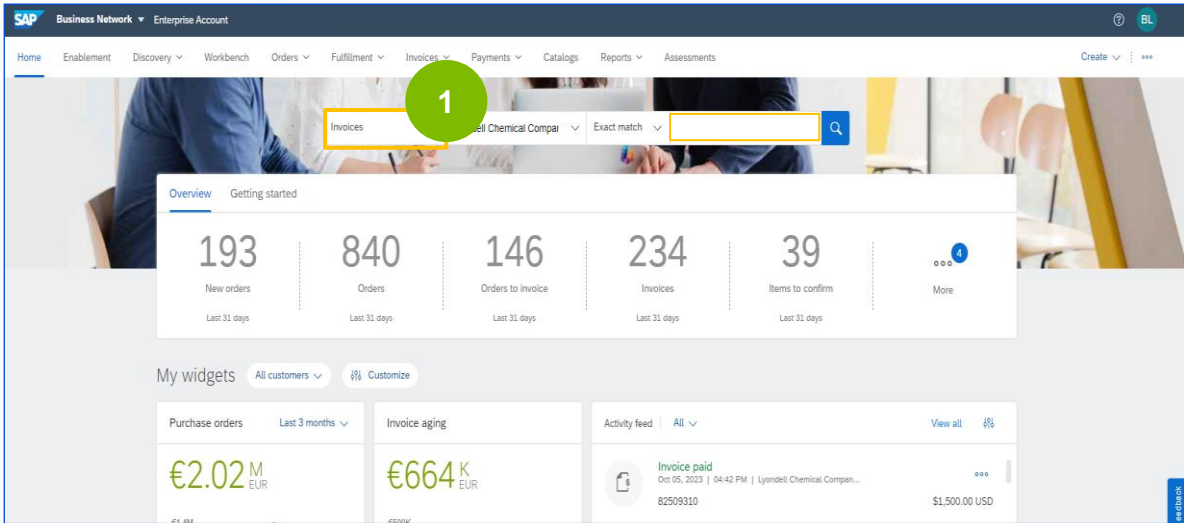 SAP Business Network Enterprise Account BL
Home Enablement Discovery Workbench Orders Fulfillment Invoices Payments Catalogs Reports Assessments Create
1
Invoices Chemical Compar Exact match
Overview Getting started
193 840 146 234 39 4
New orders Orders Orders to invoice Invoices Items to confirm More
Last 31 days Last 31 days Last 31 days Last 31 days Last 31 days
My widgets All customers Customize
Purchase orders Last 3 months Invoice aging Activity feed All View all
€2.02 M EUR €664 K EUR
Invoice paid
Oct 05, 2023 | 04:42 PM | Lyondell Chemical Compan...
82509310 $1,500.00 USD